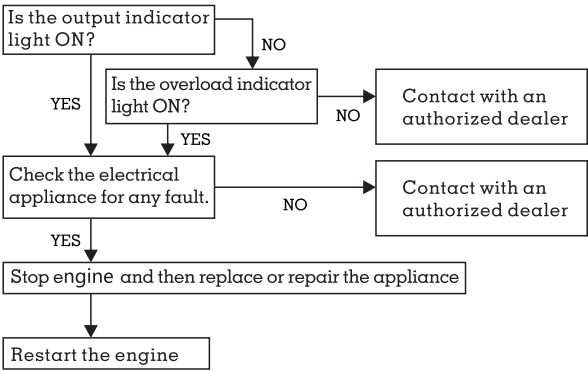 Is the output indicator
light ON?
NO
Is the overload indicator
light ON?
YES
NO
Contact with an
authorized dealer
YES
Check the electrical
appliance for any fault.
NO
Contact with an
authorized dealer
YES
Stop engine and then replace or repair the appliance
Restart the engine